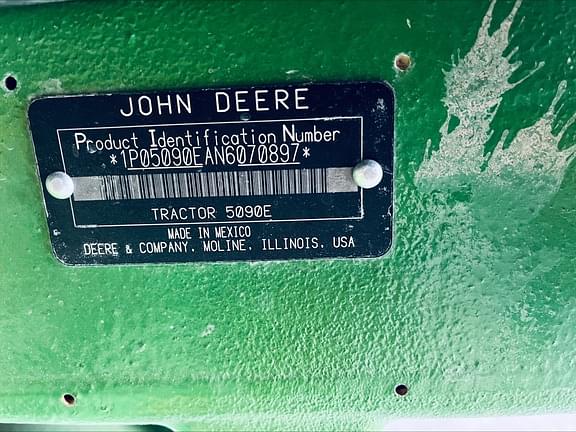 JOHN DEERE
Product Identification Number
*1P05090EAN6070897*
TRACTOR 5090E
MADE IN MEXICO
DEERE & COMPANY, MOLINE, ILLINOIS, USA